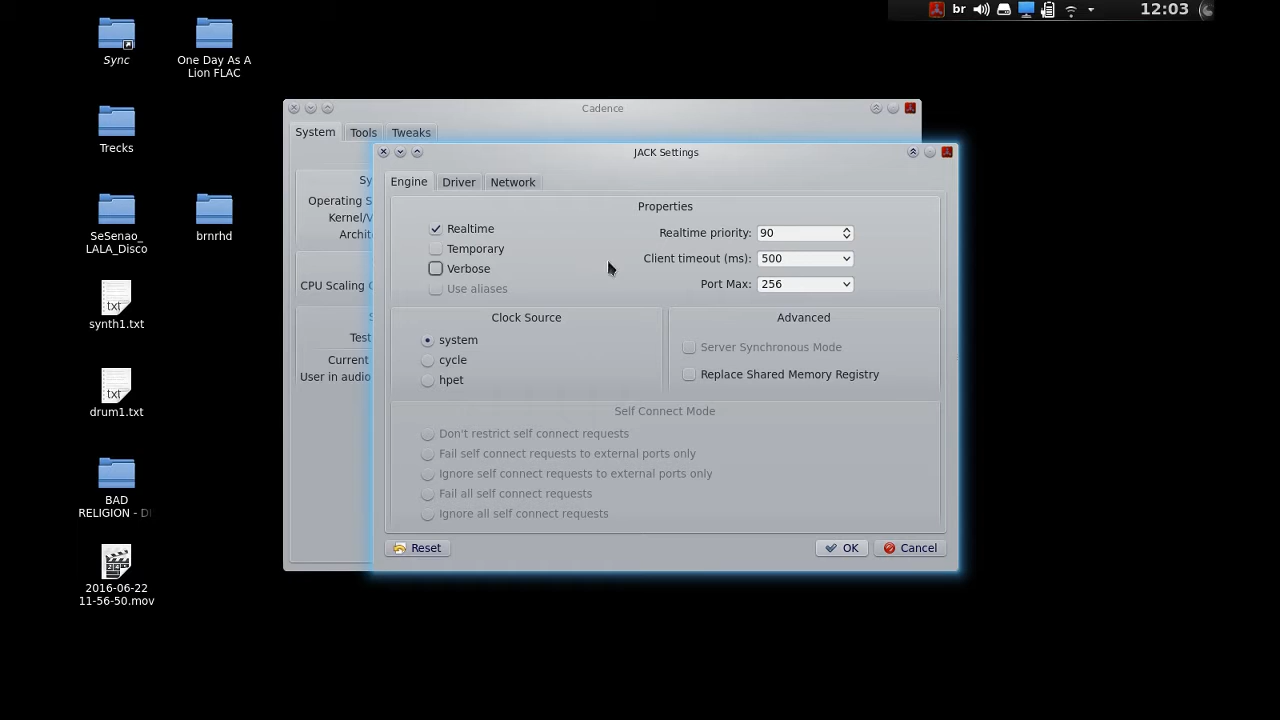 br
12:03
Sync
One Day As A
Lion FLAC
Trecks
SeSenao_
LALA_Disco
brnrhd
txt
synth1.txt
txt
drum1.txt
BAD
RELIGION - D
2016-06-22
11-56-50.mov
Cadence
System
Tools
Tweaks
Sy
Operating S
Kernel/V
Archit
CPU Scaling
Test
Current
User in audio
JACK Settings
Engine
Driver
Network
Properties
Realtime
Temporary
Verbose
Use aliases
Realtime priority: 90
Client timeout (ms): 500
Port Max: 256
Clock Source
system
cycle
hpet
Advanced
Server Synchronous Mode
Replace Shared Memory Registry
Self Connect Mode
Don't restrict self connect requests
Fail self connect requests to external ports only
Ignore self connect requests to external ports only
Fail all self connect requests
Ignore all self connect requests
Reset
OK
Cancel